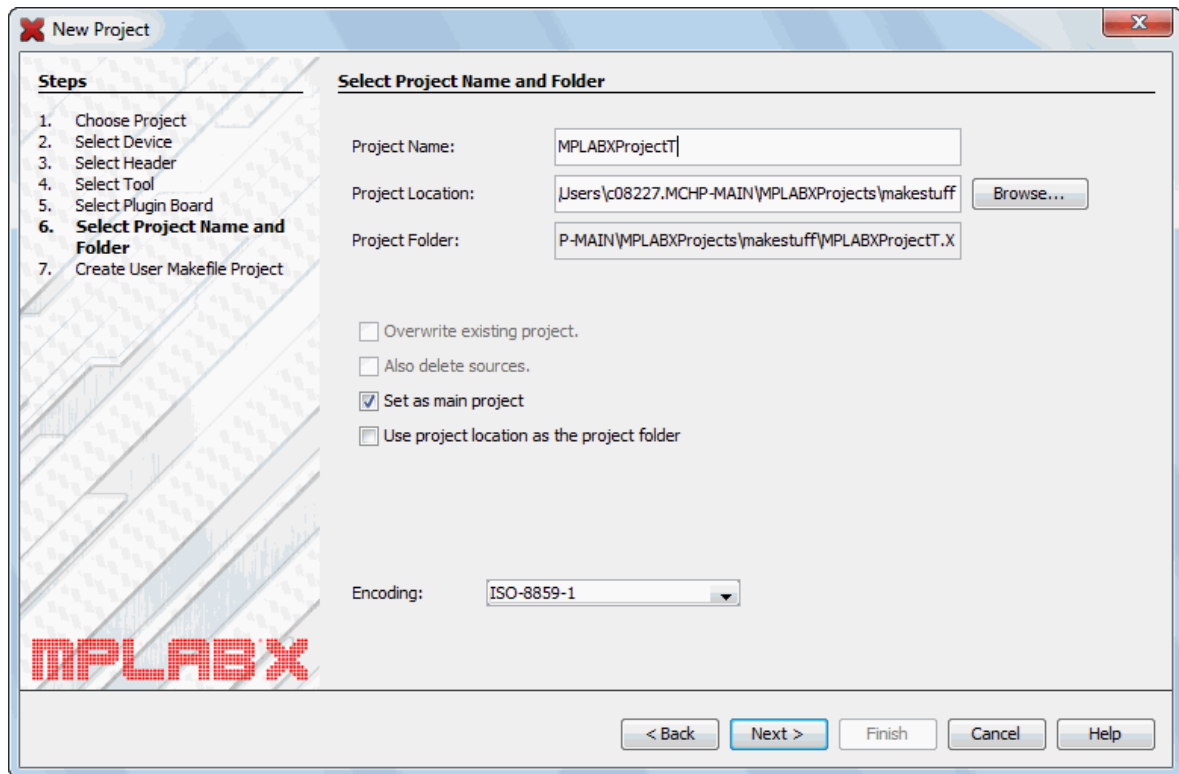 New Project
Steps
1. Choose Project
2. Select Device
3. Select Header
4. Select Tool
5. Select Plugin Board
6. Select Project Name and
Folder
7. Create User Makefile Project
MPLABX
Select Project Name and Folder
Project Name: MPLABXProjectT
Project Location: Users\c08227.MCHP-MAIN\MPLABXProjects\makestuff Browse...
Project Folder: P-MAIN\MPLABXProjects\makestuff\MPLABXProjectT.X
Overwrite existing project.
Also delete sources.
Set as main project
Use project location as the project folder
Encoding: ISO-8859-1
< Back Next > Finish Cancel Help